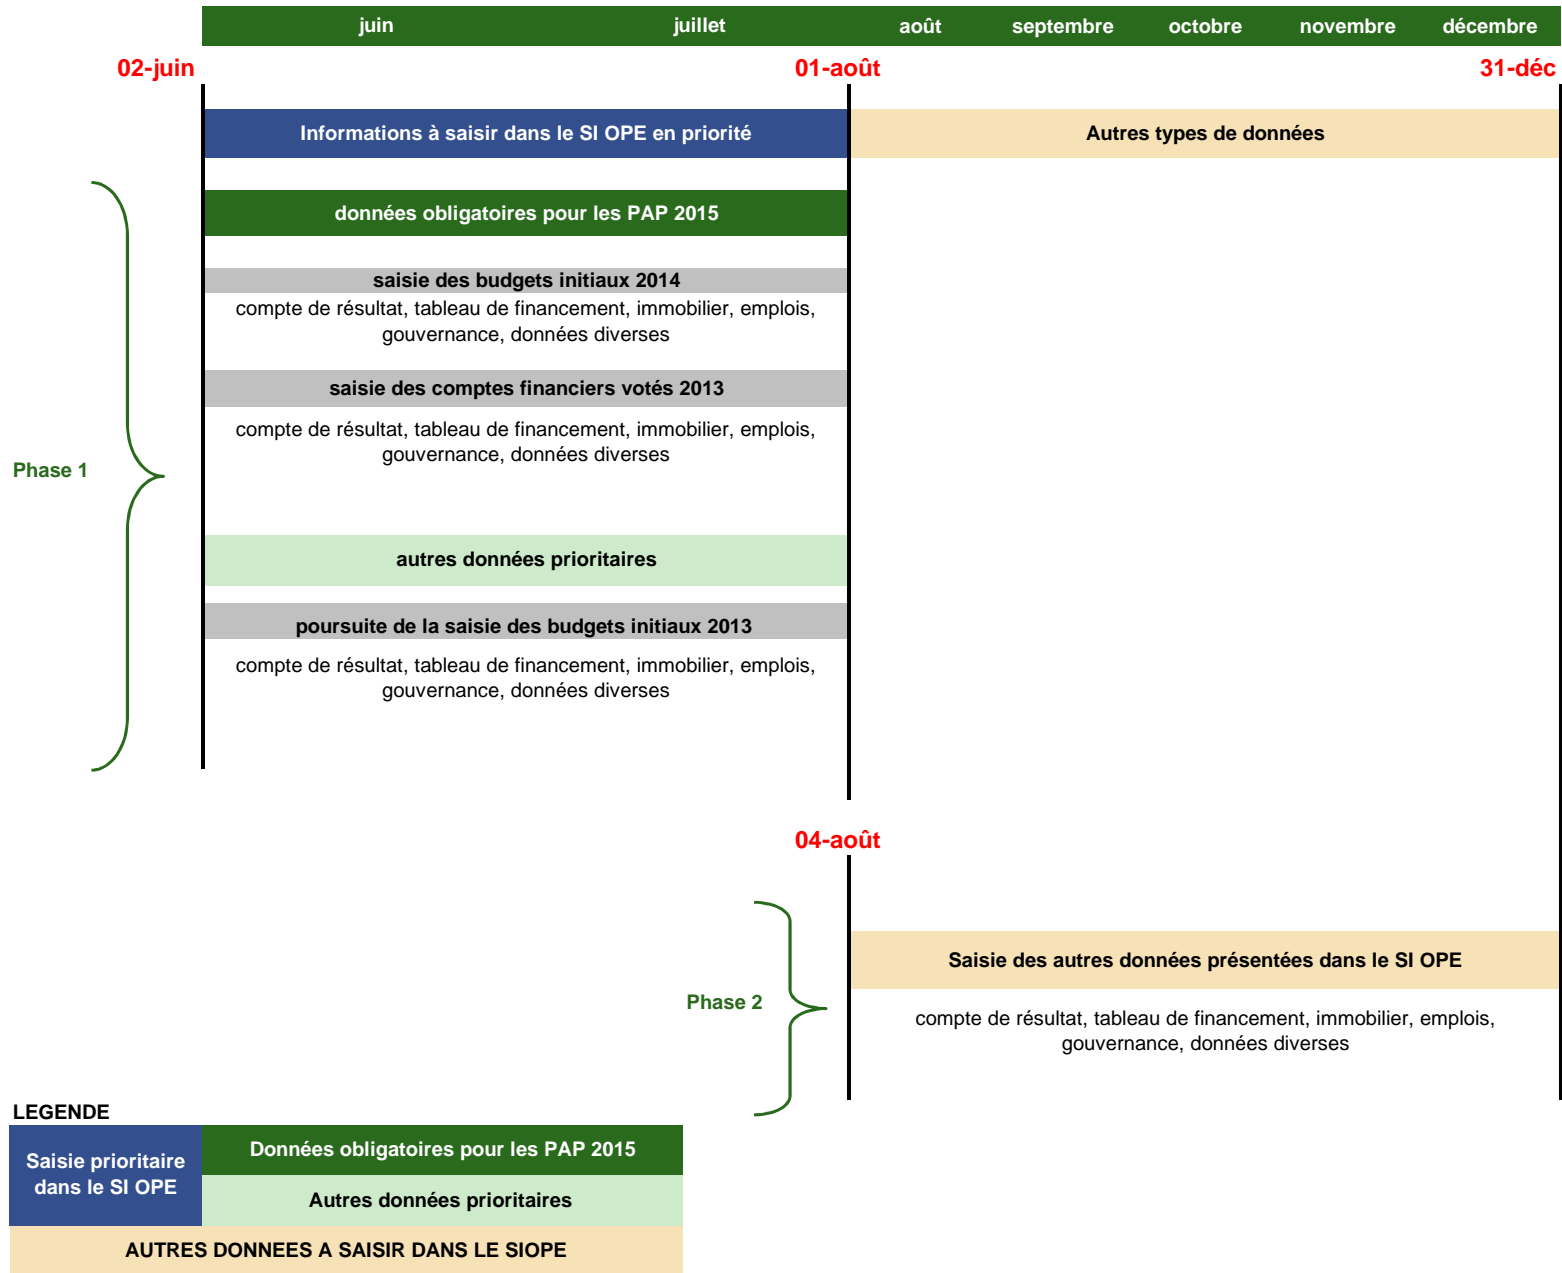 juin juillet août septembre octobre novembre décembre
02-juin 01-août 31-déc
Informations à saisir dans le SI OPE en priorité Autres types de données
données obligatoires pour les PAP 2015
saisie des budgets initiaux 2014
compte de résultat, tableau de financement, immobilier, emplois,
gouvernance, données diverses
saisie des comptes financiers votés 2013
compte de résultat, tableau de financement, immobilier, emplois,
gouvernance, données diverses
Phase 1
autres données prioritaires
poursuite de la saisie des budgets initiaux 2013
compte de résultat, tableau de financement, immobilier, emplois,
gouvernance, données diverses
04-août
Saisie des autres données présentées dans le SI OPE
Phase 2
compte de résultat, tableau de financement, immobilier, emplois,
gouvernance, données diverses
LEGENDE
Saisie prioritaire
dans le SI OPE
Données obligatoires pour les PAP 2015
Autres données prioritaires
AUTRES DONNEES A SAISIR DANS LE SIOPE